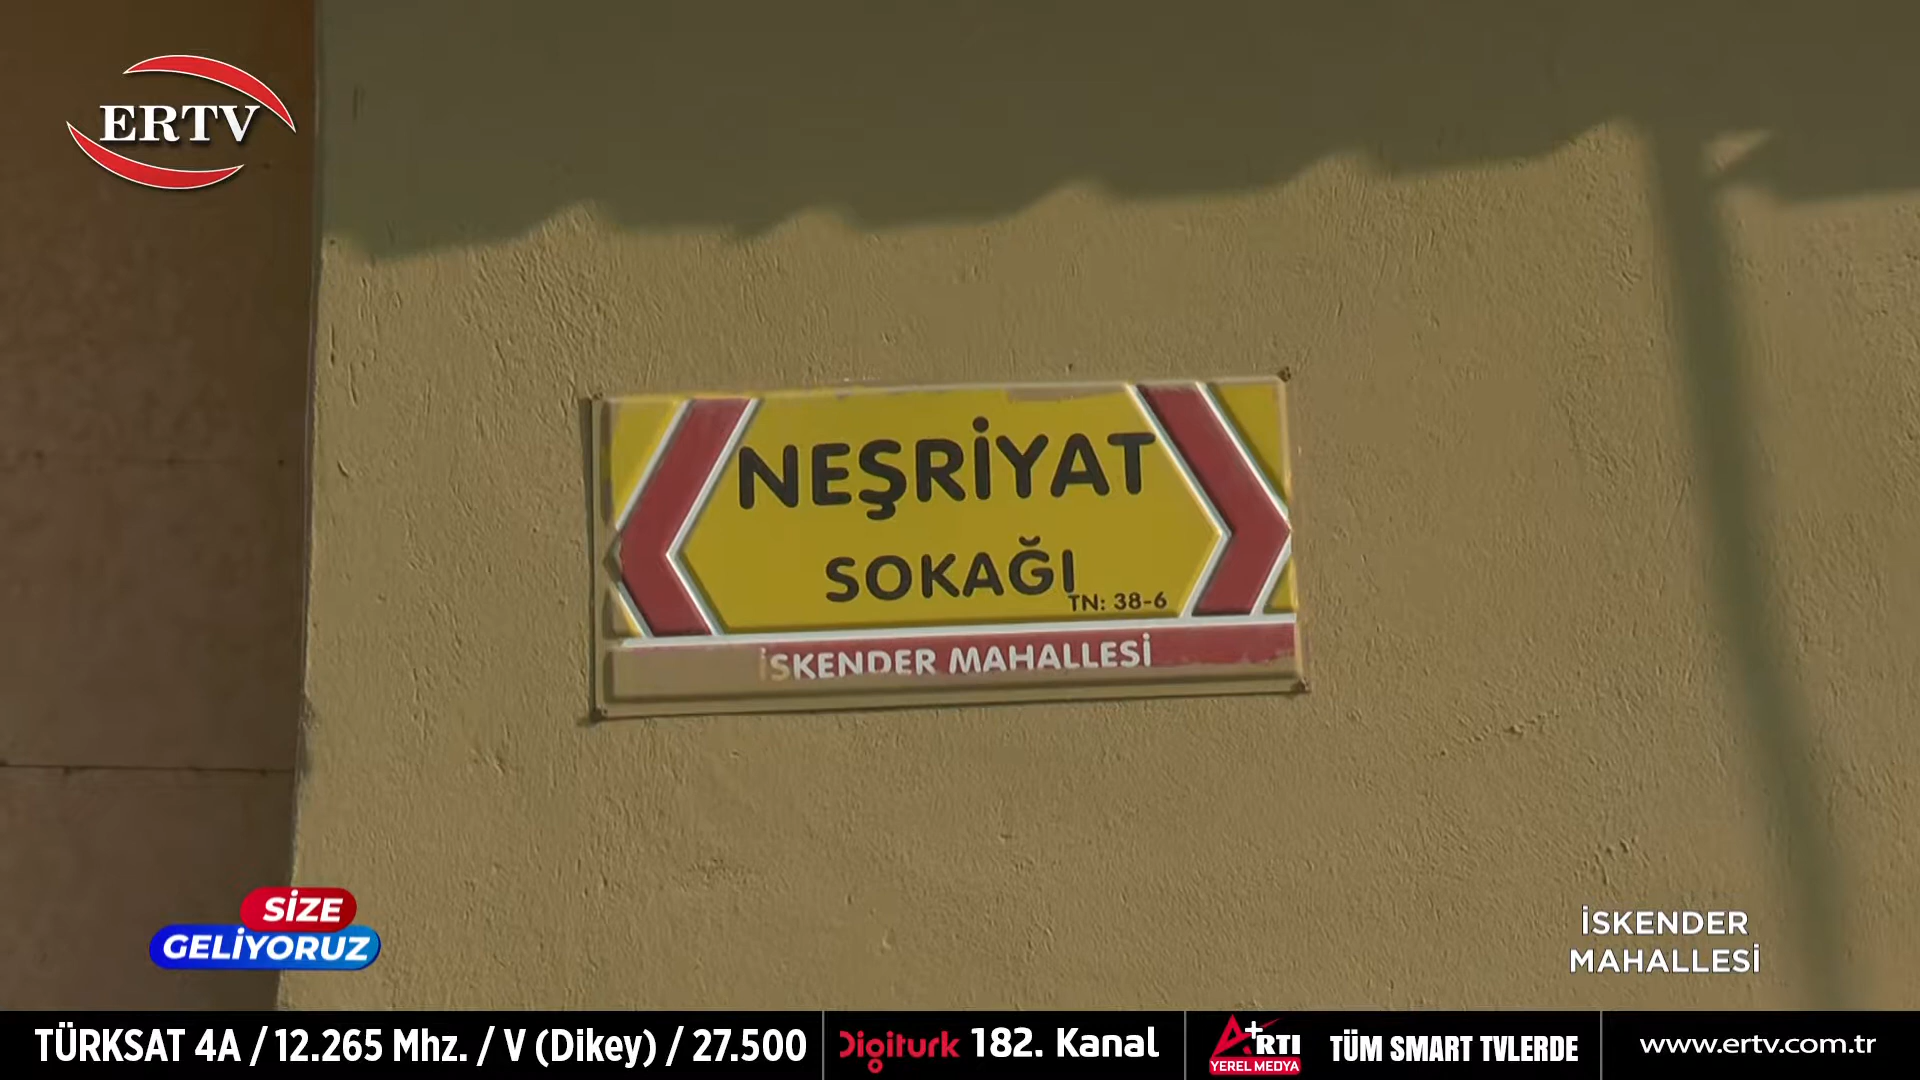 ERTV
NEŞRİYAT
SOKAĞI
TN: 38-6
İSKENDER MAHALLESİ
SİZE
GELİYORUZ
İSKENDER
MAHALLESİ
TÜRKSAT 4A / 12.265 Mhz. / V (Dikey) / 27.500
Digiturk 182. Kanal
A+RTI
YEREL MEDYA
TÜM SMART TVLERDE
www.ertv.com.tr